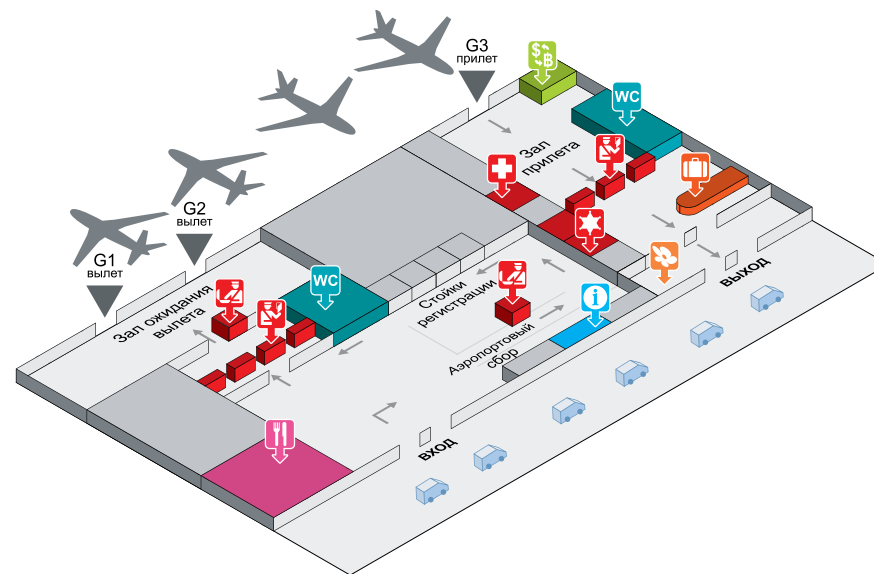 G3
прилет
$ ฿
WC
Зал
прилета
G2
вылет
G1
вылет
WC
Зал ожидания
вылета
Стойки
регистрации
i
Аэропортовый
сбор
ВЫХОД
ВХОД